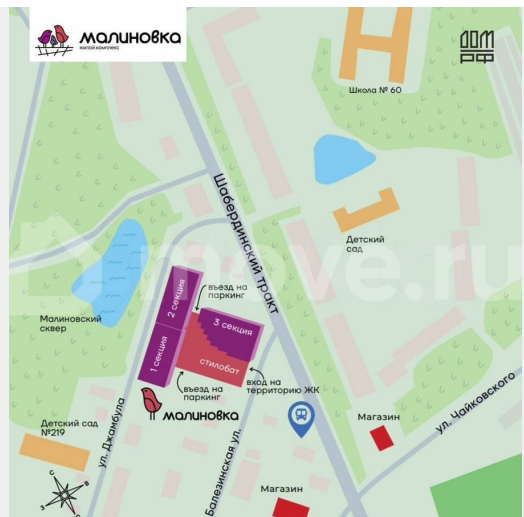 малиновка
жилой комплекс
ДОМ
РФ
Школа № 60
Шабердинский тракт
Детский
сад
move.ru
Малиновский
сквер
въезд на
паркинг
2 секция
3 секция
1 секция
стилобат
въезд на
паркинг
вход на
территорию ЖК
малиновка
Детский сад
№219
ул. Джамбула
Балезинская ул.
Магазин
ул. Чайковского
Магазин
С
В
З